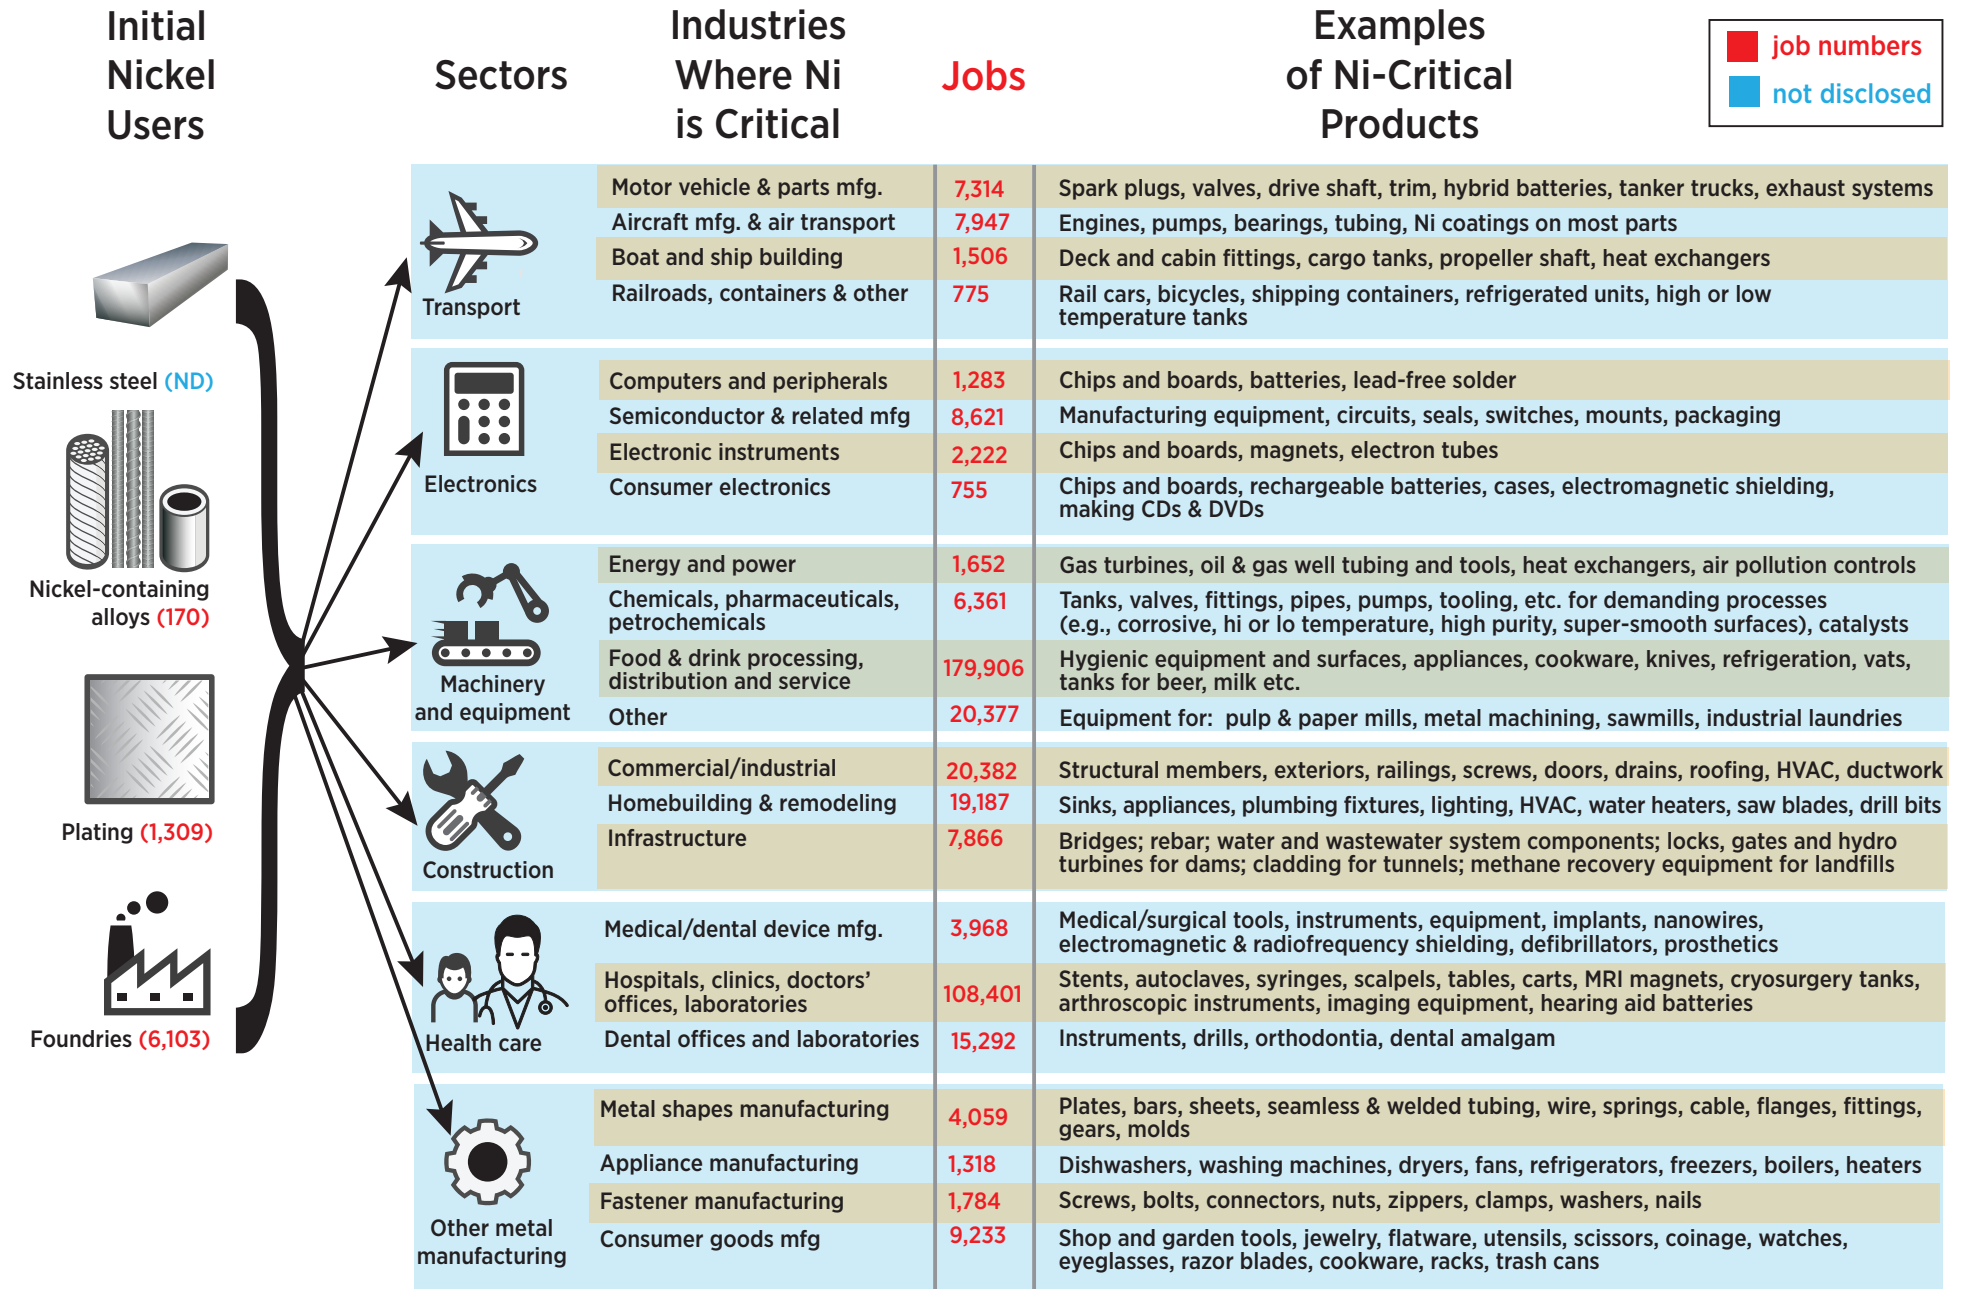 Initial
Nickel
Users
Sectors
Industries
Where Ni
is Critical
Jobs
Examples
of Ni-Critical
Products
job numbers
not disclosed
Stainless steel (ND)
Nickel-containing
alloys (170)
Plating (1,309)
Foundries (6,103)
Transport
Motor vehicle & parts mfg. 7,314 Spark plugs, valves, drive shaft, trim, hybrid batteries, tanker trucks, exhaust systems
Aircraft mfg. & air transport 7,947 Engines, pumps, bearings, tubing, Ni coatings on most parts
Boat and ship building 1,506 Deck and cabin fittings, cargo tanks, propeller shaft, heat exchangers
Railroads, containers & other 775 Rail cars, bicycles, shipping containers, refrigerated units, high or low
temperature tanks
Electronics
Computers and peripherals 1,283 Chips and boards, batteries, lead-free solder
Semiconductor & related mfg 8,621 Manufacturing equipment, circuits, seals, switches, mounts, packaging
Electronic instruments 2,222 Chips and boards, magnets, electron tubes
Consumer electronics 755 Chips and boards, rechargeable batteries, cases, electromagnetic shielding,
making CDs & DVDs
Machinery
and equipment
Energy and power 1,652 Gas turbines, oil & gas well tubing and tools, heat exchangers, air pollution controls
Chemicals, pharmaceuticals,
petrochemicals
6,361
Tanks, valves, fittings, pipes, pumps, tooling, etc. for demanding processes
(e.g., corrosive, hi or lo temperature, high purity, super-smooth surfaces), catalysts
Food & drink processing,
distribution and service
179,906
Hygienic equipment and surfaces, appliances, cookware, knives, refrigeration, vats,
tanks for beer, milk etc.
Other 20,377 Equipment for: pulp & paper mills, metal machining, sawmills, industrial laundries
Construction
Commercial/industrial 20,382 Structural members, exteriors, railings, screws, doors, drains, roofing, HVAC, ductwork
Homebuilding & remodeling 19,187 Sinks, appliances, plumbing fixtures, lighting, HVAC, water heaters, saw blades, drill bits
Infrastructure 7,866 Bridges; rebar; water and wastewater system components; locks, gates and hydro
turbines for dams; cladding for tunnels; methane recovery equipment for landfills
Health care
Medical/dental device mfg. 3,968 Medical/surgical tools, instruments, equipment, implants, nanowires,
electromagnetic & radiofrequency shielding, defibrillators, prosthetics
Hospitals, clinics, doctors’
offices, laboratories
108,401
Stents, autoclaves, syringes, scalpels, tables, carts, MRI magnets, cryosurgery tanks,
arthroscopic instruments, imaging equipment, hearing aid batteries
Dental offices and laboratories 15,292 Instruments, drills, orthodontia, dental amalgam
Other metal
manufacturing
Metal shapes manufacturing 4,059 Plates, bars, sheets, seamless & welded tubing, wire, springs, cable, flanges, fittings,
gears, molds
Appliance manufacturing 1,318 Dishwashers, washing machines, dryers, fans, refrigerators, freezers, boilers, heaters
Fastener manufacturing 1,784 Screws, bolts, connectors, nuts, zippers, clamps, washers, nails
Consumer goods mfg 9,233 Shop and garden tools, jewelry, flatware, utensils, scissors, coinage, watches,
eyeglasses, razor blades, cookware, racks, trash cans